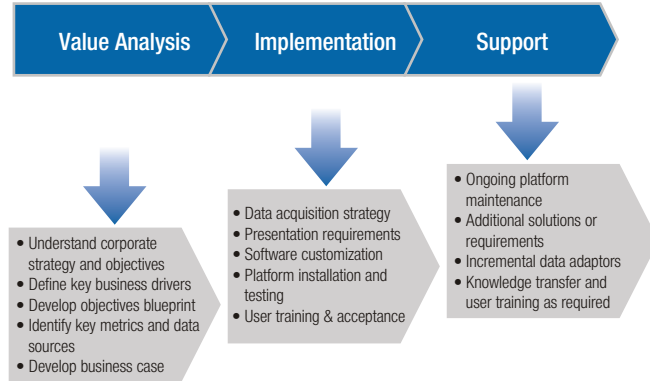 Value Analysis
Implementation
Support
• Understand corporate
strategy and objectives
• Define key business drivers
• Develop objectives blueprint
• Identify key metrics and data
sources
• Develop business case
• Data acquisition strategy
• Presentation requirements
• Software customization
• Platform installation and
testing
• User training & acceptance
• Ongoing platform
maintenance
• Additional solutions or
requirements
• Incremental data adaptors
• Knowledge transfer and
user training as required